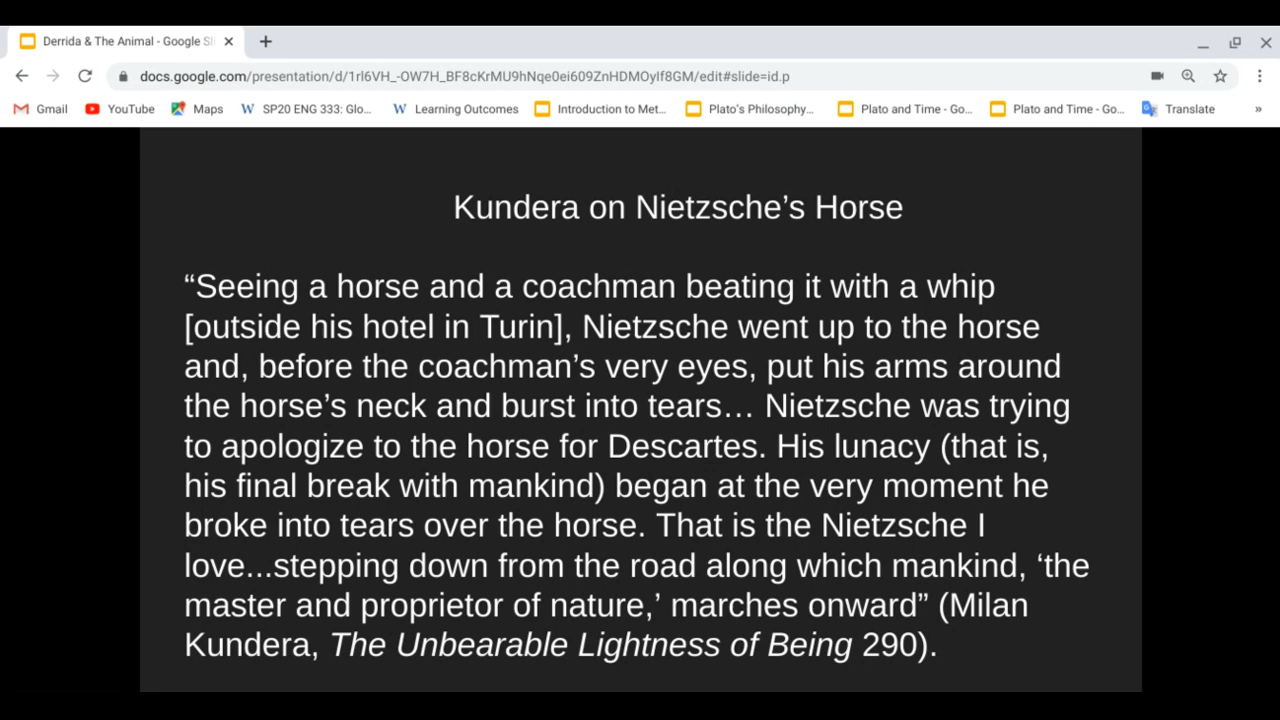 Derrida & The Animal - Google Sl
docs.google.com/presentation/d/1rl6VH_-OW7H_BF8cKrMU9hNqe0ei609ZnHDMOyIf8GM/edit#slide=id.p
Gmail YouTube Maps SP20 ENG 333: Glo... Learning Outcomes Introduction to Met... Plato's Philosophy... Plato and Time - Go... Plato and Time - Go... Translate »
Kundera on Nietzsche’s Horse
“Seeing a horse and a coachman beating it with a whip
[outside his hotel in Turin], Nietzsche went up to the horse
and, before the coachman’s very eyes, put his arms around
the horse’s neck and burst into tears… Nietzsche was trying
to apologize to the horse for Descartes. His lunacy (that is,
his final break with mankind) began at the very moment he
broke into tears over the horse. That is the Nietzsche I
love...stepping down from the road along which mankind, ‘the
master and proprietor of nature,’ marches onward” (Milan
Kundera, The Unbearable Lightness of Being 290).